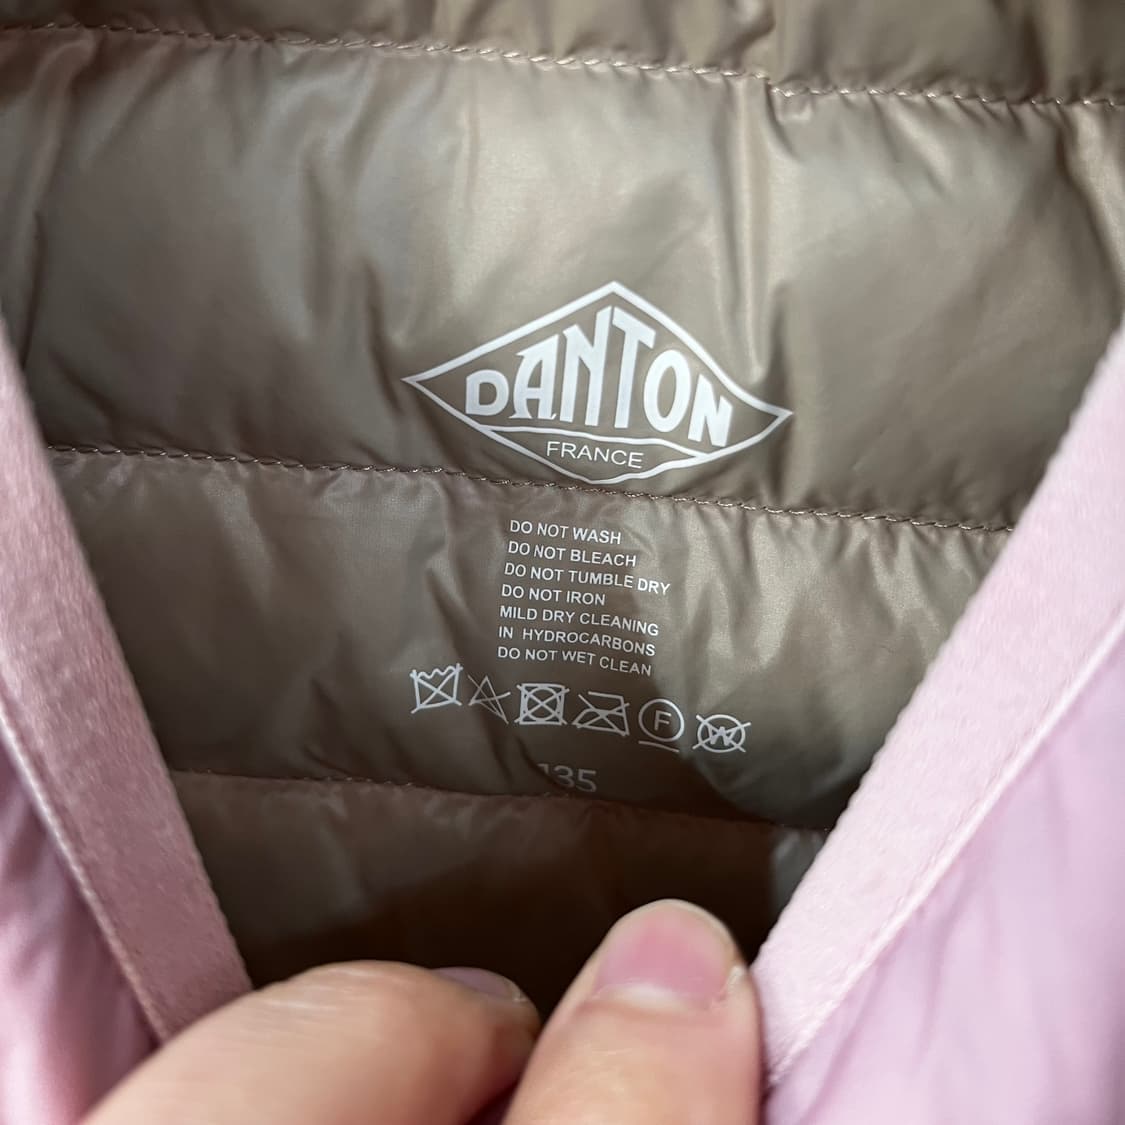 DANTON
FRANCE
DO NOT WASH
DO NOT BLEACH
DO NOT TUMBLE DRY
DO NOT IRON
MILD DRY CLEANING
IN HYDROCARBONS
DO NOT WET CLEAN
F W
135